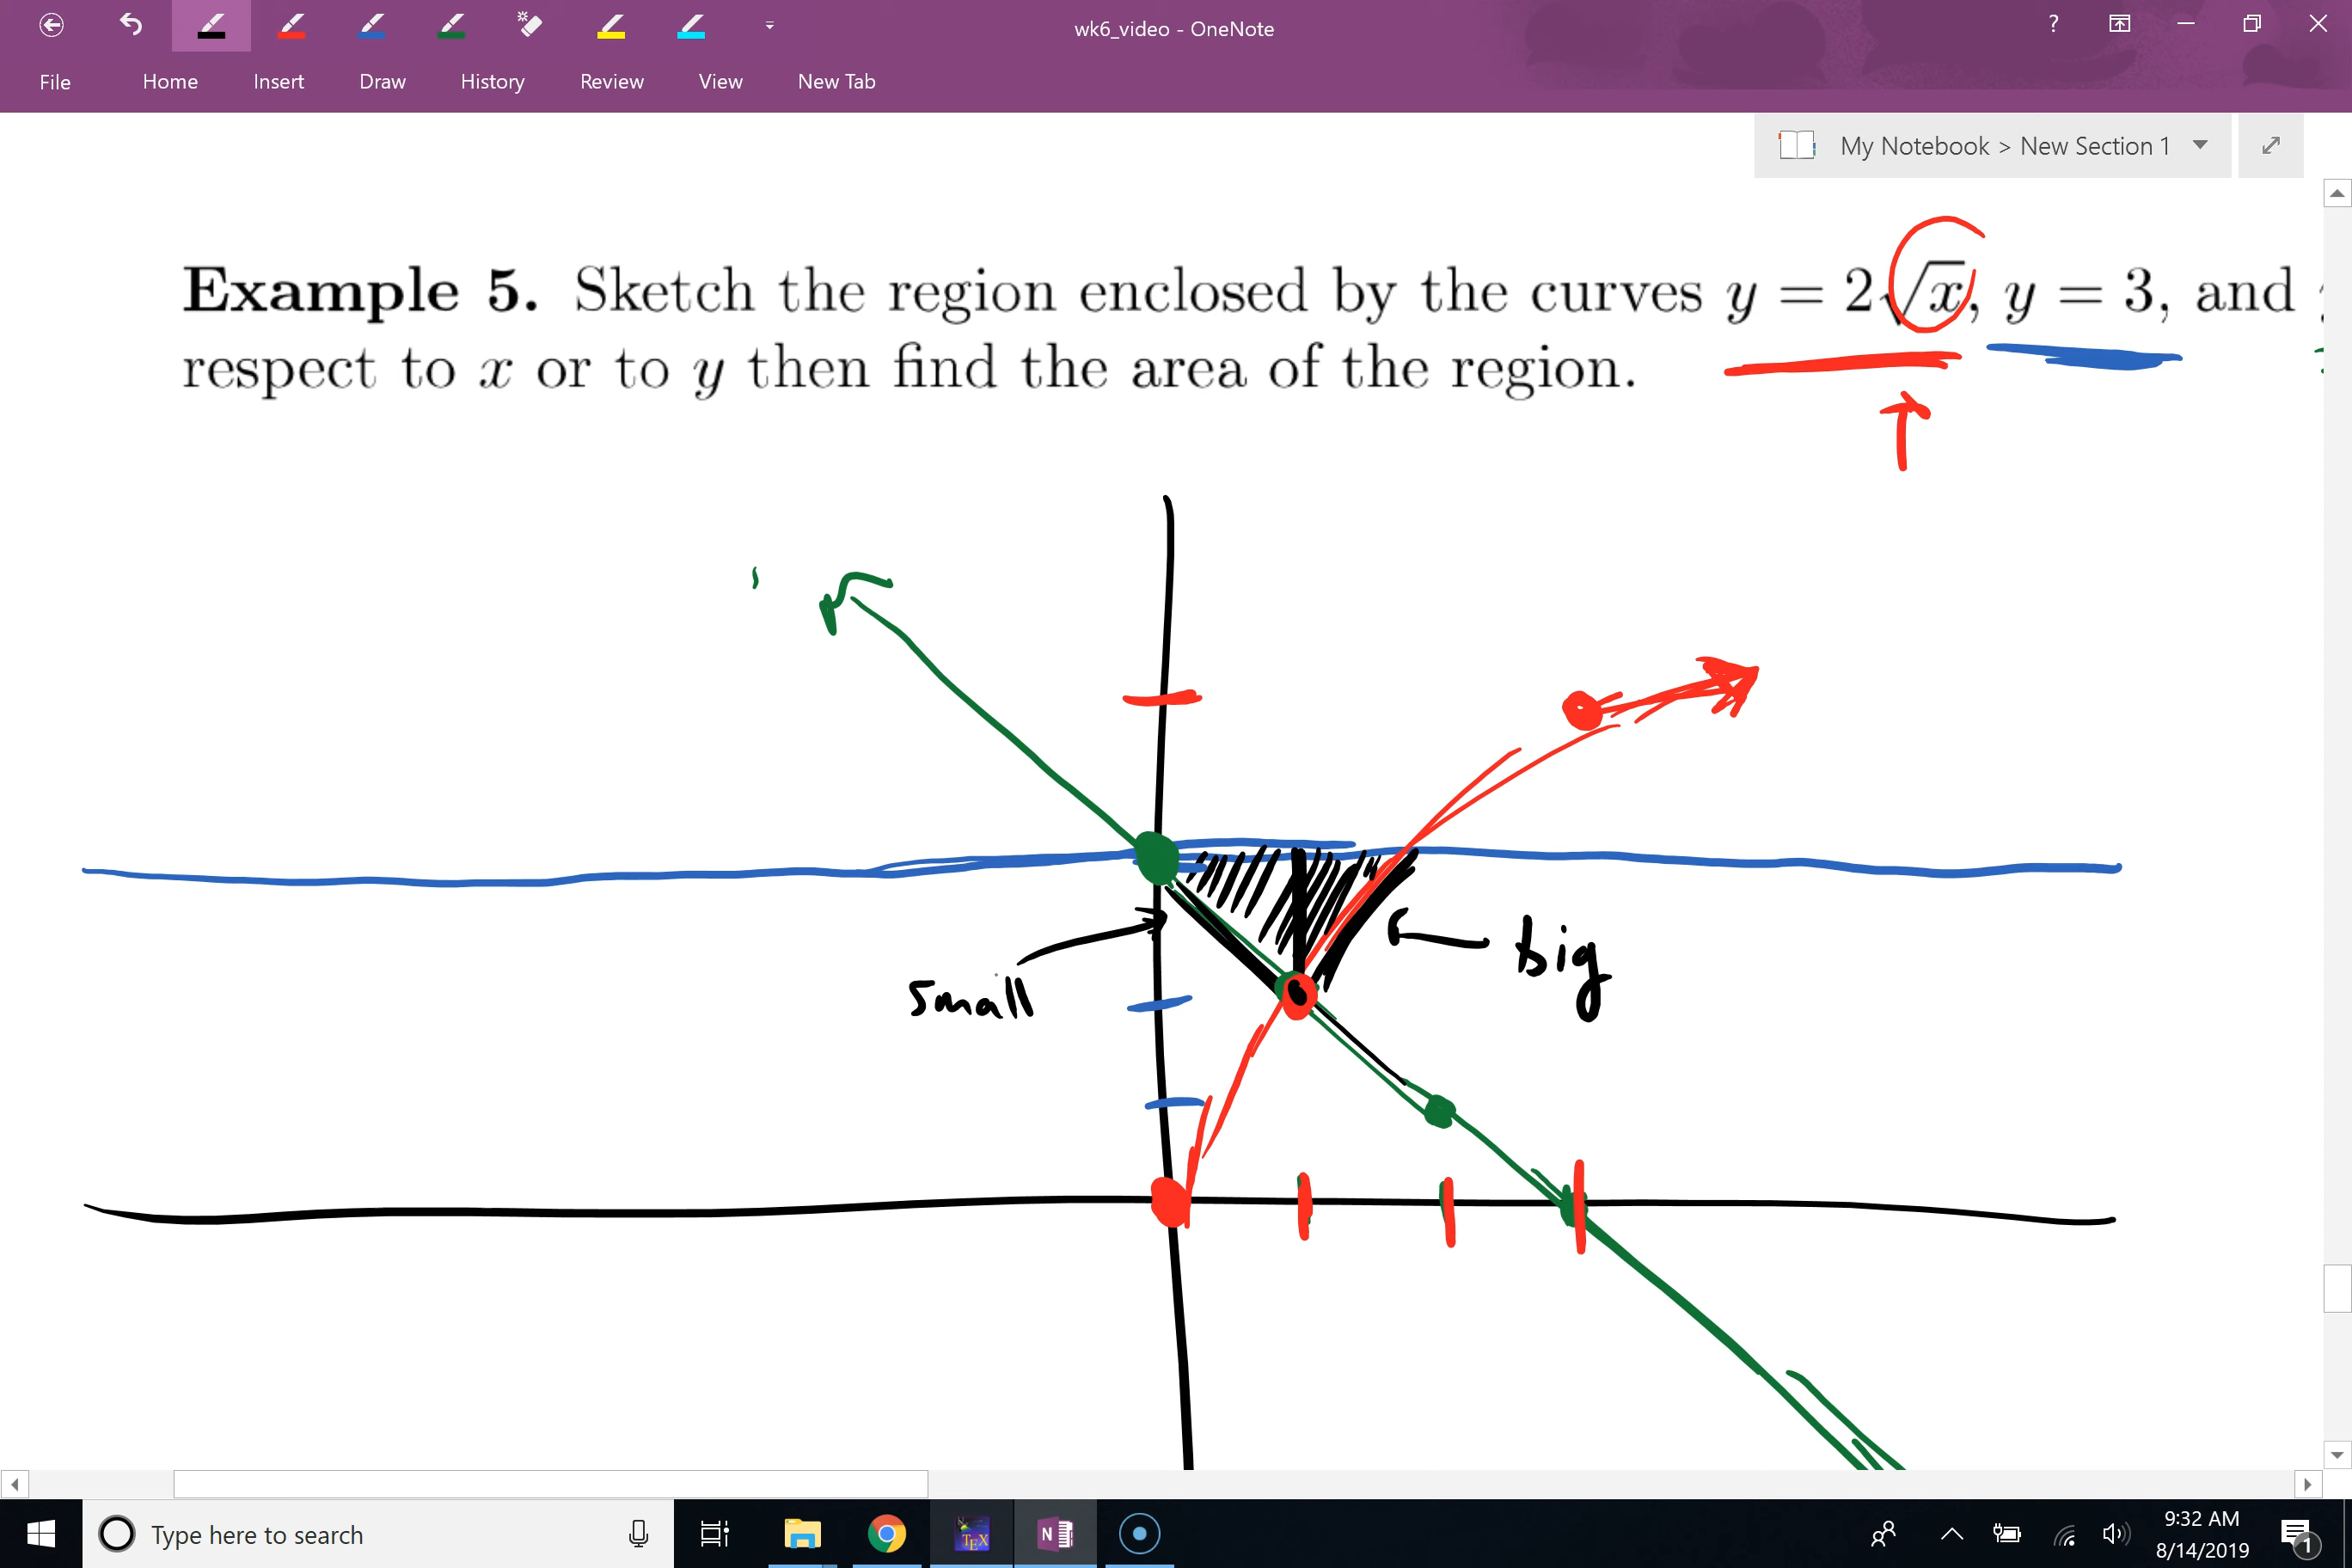 wk6_video - OneNote
?
File Home Insert Draw History Review View New Tab
My Notebook > New Section 1
Example 5. Sketch the region enclosed by the curves y = 2√x, y = 3, and
respect to x or to y then find the area of the region.
small
big
Type here to search
TEX
N
9:32 AM
8/14/2019
1